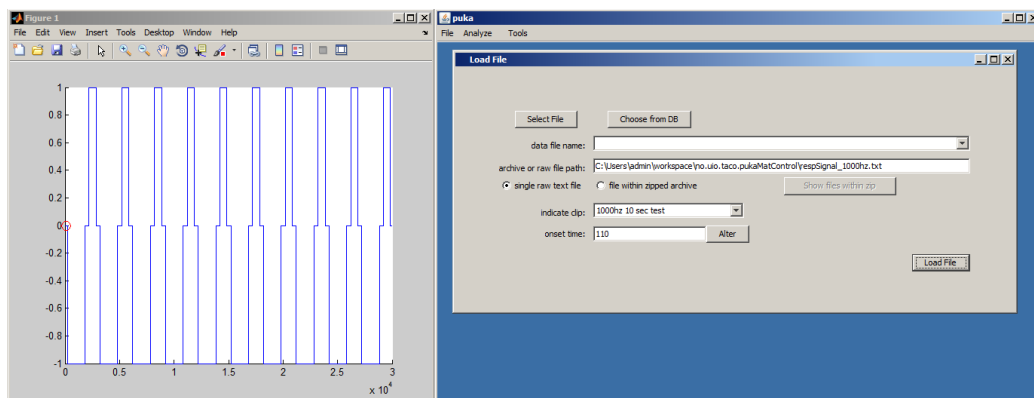 Figure 1
File Edit View Insert Tools Desktop Window Help
1
0.8
0.6
0.4
0.2
0
-0.2
-0.4
-0.6
-0.8
-1
0 0.5 1 1.5 2 2.5 3
x 10^4
puka
File Analyze Tools
Load File
Select File Choose from DB
data file name:
archive or raw file path: C:\Users\admin\workspace\no.uio.taco.pukaMatControl\respSignal_1000hz.txt
single raw text file file within zipped archive Show files within zip
indicate clip: 1000hz 10 sec test
onset time: 110 Alter
Load File